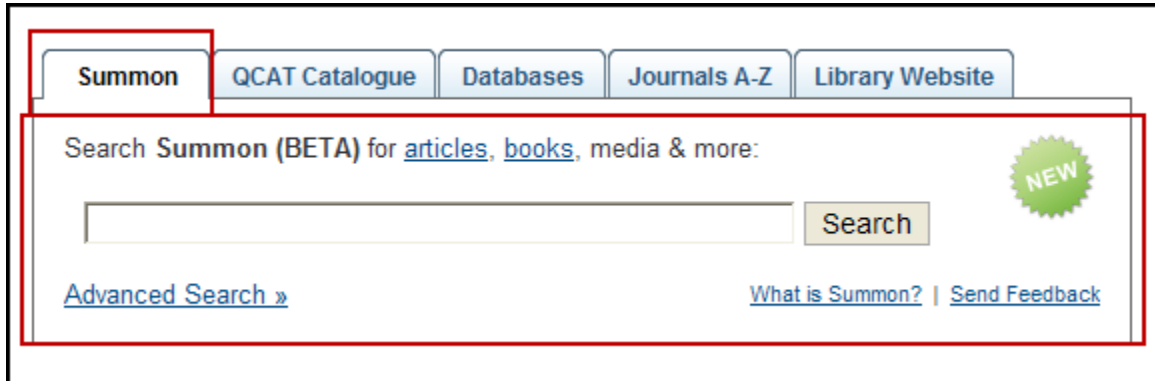 Summon QCAT Catalogue Databases Journals A-Z Library Website
Search Summon (BETA) for articles, books, media & more:
NEW
Search
Advanced Search »
What is Summon? | Send Feedback